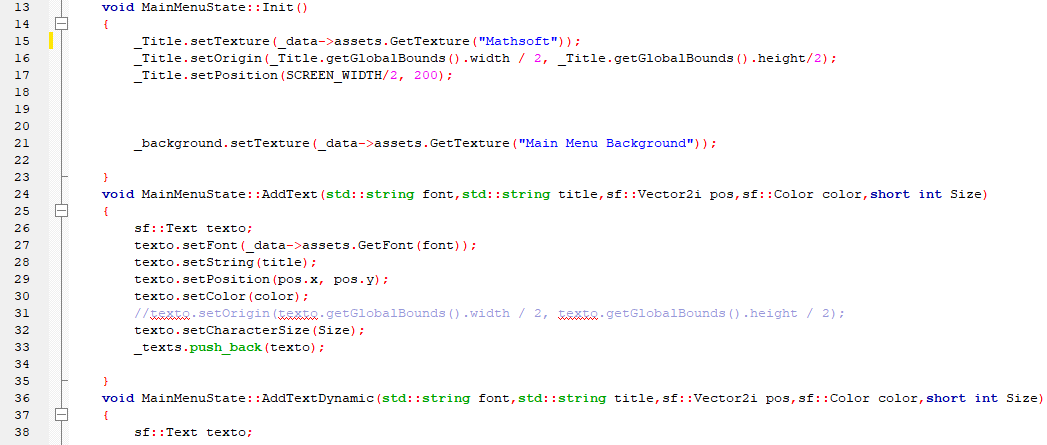 13 void MainMenuState::Init()
14 {
15 _Title.setTexture(_data->assets.GetTexture("Mathsoft"));
16 _Title.setOrigin(_Title.getGlobalBounds().width / 2, _Title.getGlobalBounds().height/2);
17 _Title.setPosition(SCREEN_WIDTH/2, 200);
18
19
20
21 _background.setTexture(_data->assets.GetTexture("Main Menu Background"));
22
23 }
24 void MainMenuState::AddText(std::string font,std::string title,sf::Vector2i pos,sf::Color color,short int Size)
25 {
26 sf::Text texto;
27 texto.setFont(_data->assets.GetFont(font));
28 texto.setString(title);
29 texto.setPosition(pos.x, pos.y);
30 texto.setColor(color);
31 //texto.setOrigin(texto.getGlobalBounds().width / 2, texto.getGlobalBounds().height / 2);
32 texto.setCharacterSize(Size);
33 _texts.push_back(texto);
34
35 }
36 void MainMenuState::AddTextDynamic(std::string font,std::string title,sf::Vector2i pos,sf::Color color,short int Size)
37 {
38 sf::Text texto;